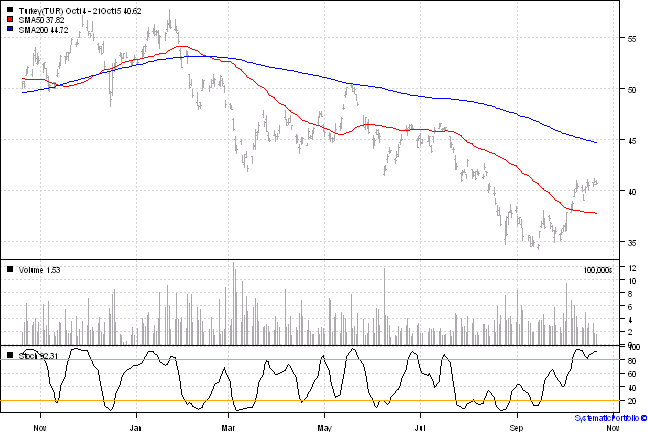 Turkey(TUR) Oct14 - 21Oct15 40.62
SMA50 37.82
SMA200 44.72
55
50
45
40
35
Volume 1.53
100,000s
12
10
8
6
4
2
0
Stoch 92.31
100
80
60
40
20
Nov
Jan
Mar
May
Jul
Sep
Nov
SystematicPortfolio ©